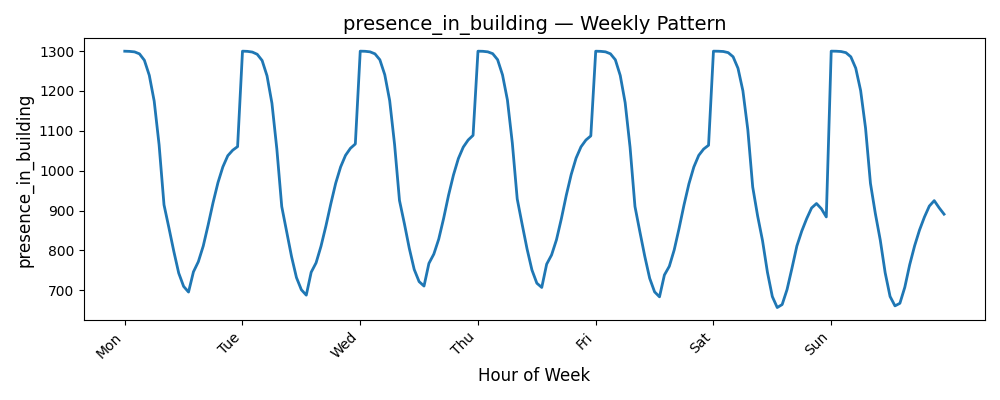 presence_in_building — Weekly Pattern
presence_in_building
1300
1200
1100
1000
900
800
700
Mon
Tue
Wed
Thu
Fri
Sat
Sun
Hour of Week